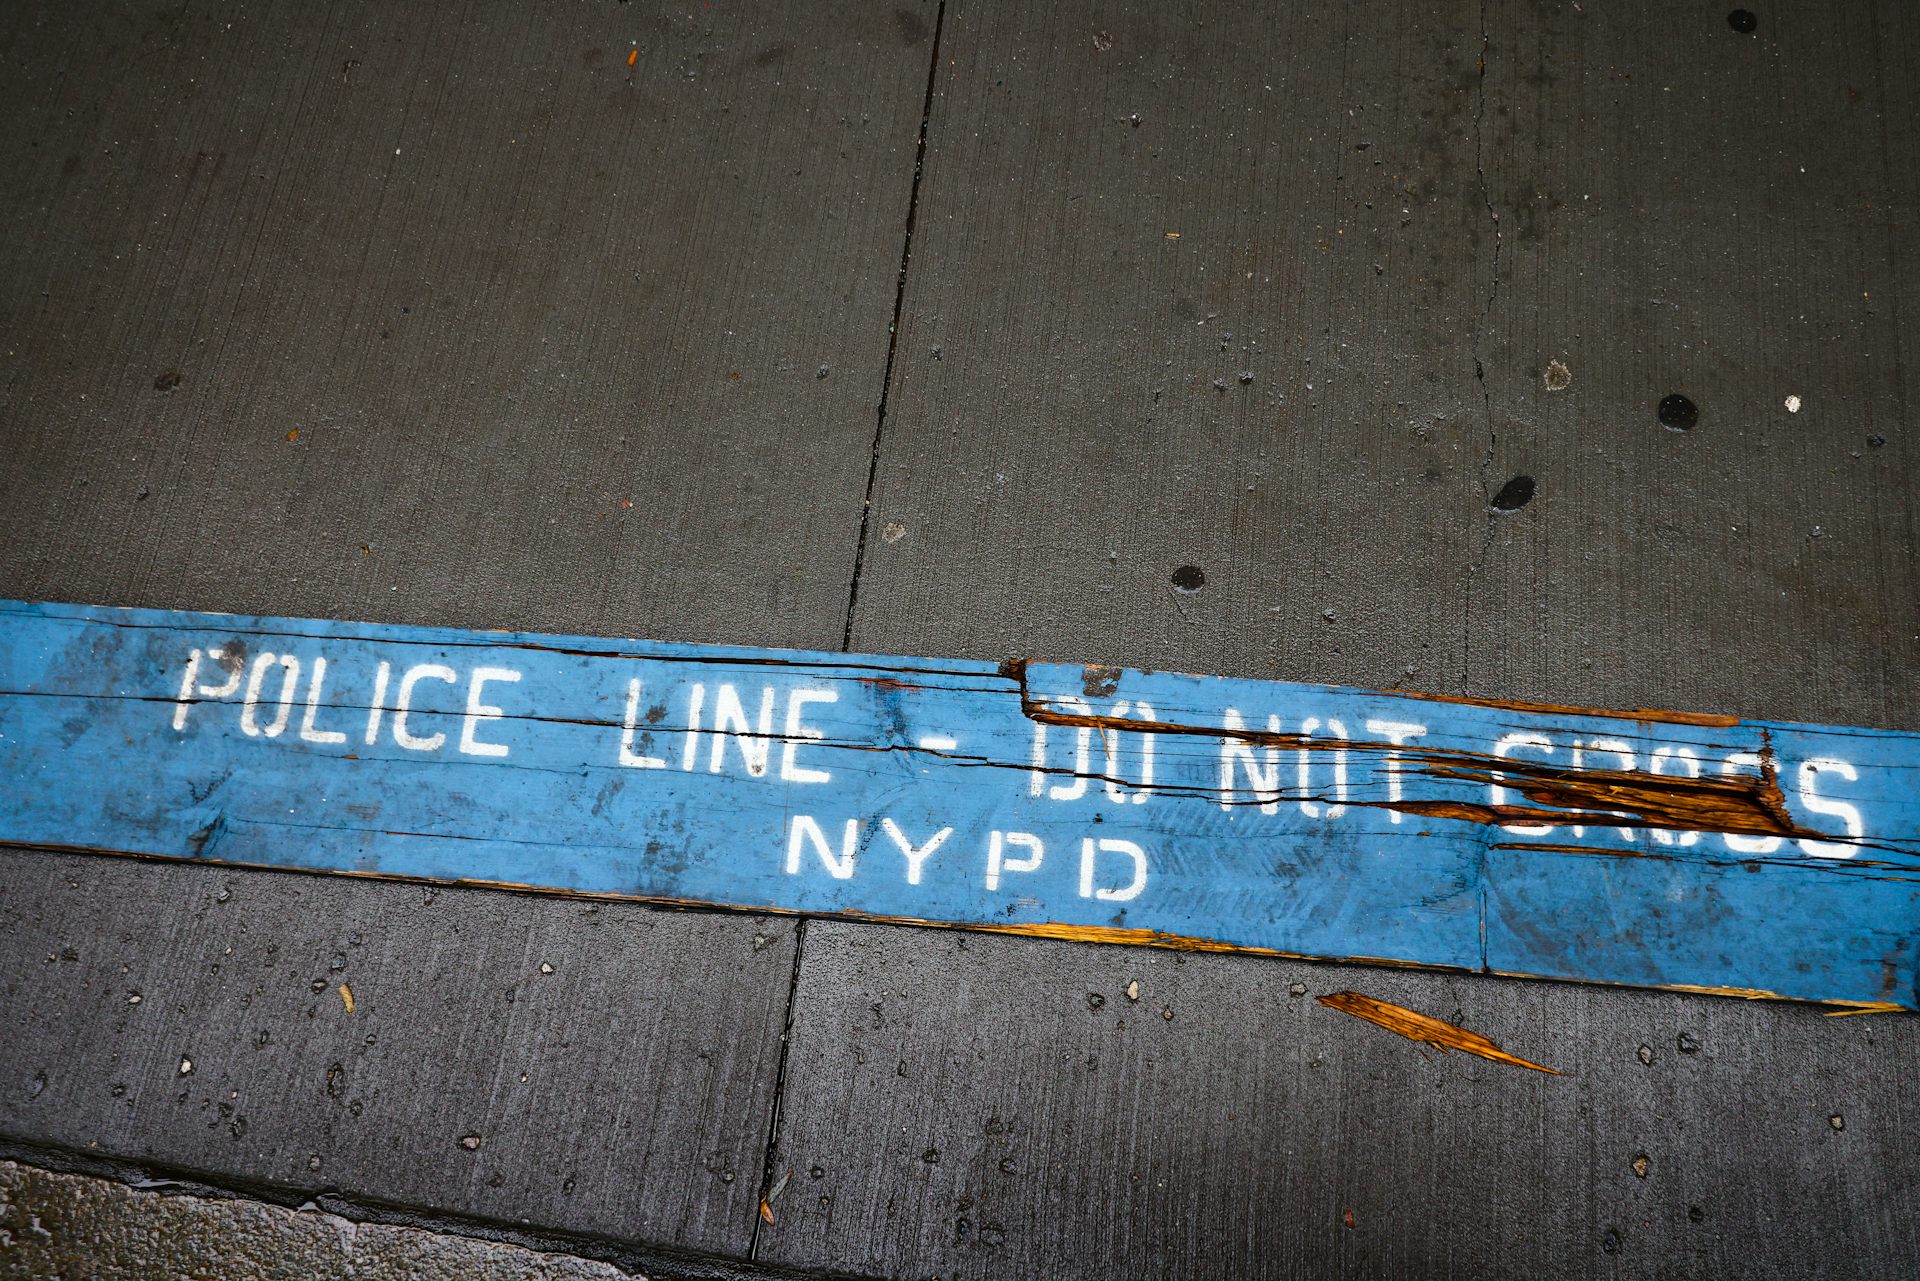 POLICE LINE - DO NOT CROSS
NYPD